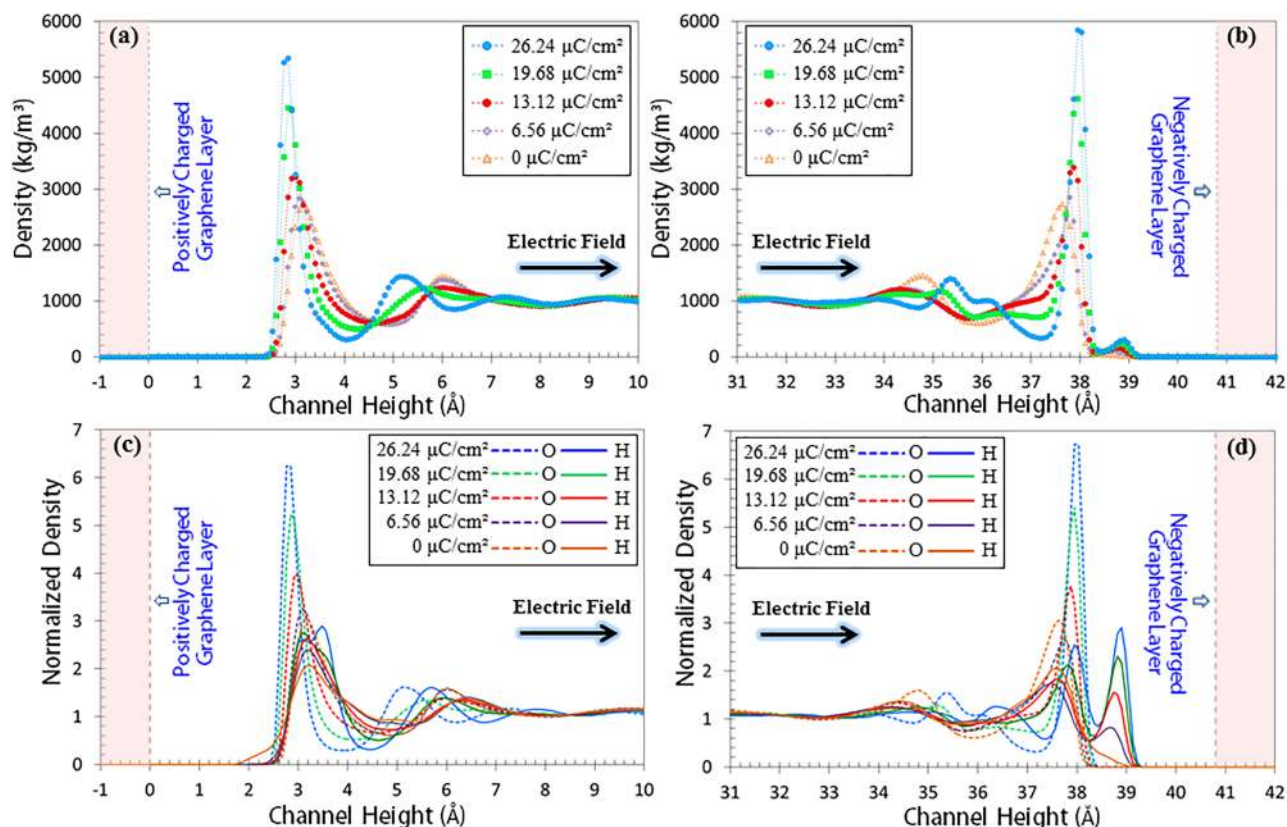 (a)
6000
5000
4000
3000
2000
1000
0
Density (kg/m³)
Positively Charged
Graphene Layer
26.24 µC/cm²
19.68 µC/cm²
13.12 µC/cm²
6.56 µC/cm²
0 µC/cm²
Electric Field
-1 0 1 2 3 4 5 6 7 8 9 10
Channel Height (Å)
(b)
6000
5000
4000
3000
2000
1000
0
Density (kg/m³)
26.24 µC/cm²
19.68 µC/cm²
13.12 µC/cm²
6.56 µC/cm²
0 µC/cm²
Negatively Charged
Graphene Layer
Electric Field
31 32 33 34 35 36 37 38 39 40 41 42
Channel Height (Å)
(c)
7
6
5
4
3
2
1
0
Normalized Density
Positively Charged
Graphene Layer
26.24 µC/cm² O H
19.68 µC/cm² O H
13.12 µC/cm² O H
6.56 µC/cm² O H
0 µC/cm² O H
Electric Field
-1 0 1 2 3 4 5 6 7 8 9 10
Channel Height (Å)
(d)
7
6
5
4
3
2
1
0
Normalized Density
26.24 µC/cm² O H
19.68 µC/cm² O H
13.12 µC/cm² O H
6.56 µC/cm² O H
0 µC/cm² O H
Negatively Charged
Graphene Layer
Electric Field
31 32 33 34 35 36 37 38 39 40 41 42
Channel Height (Å)